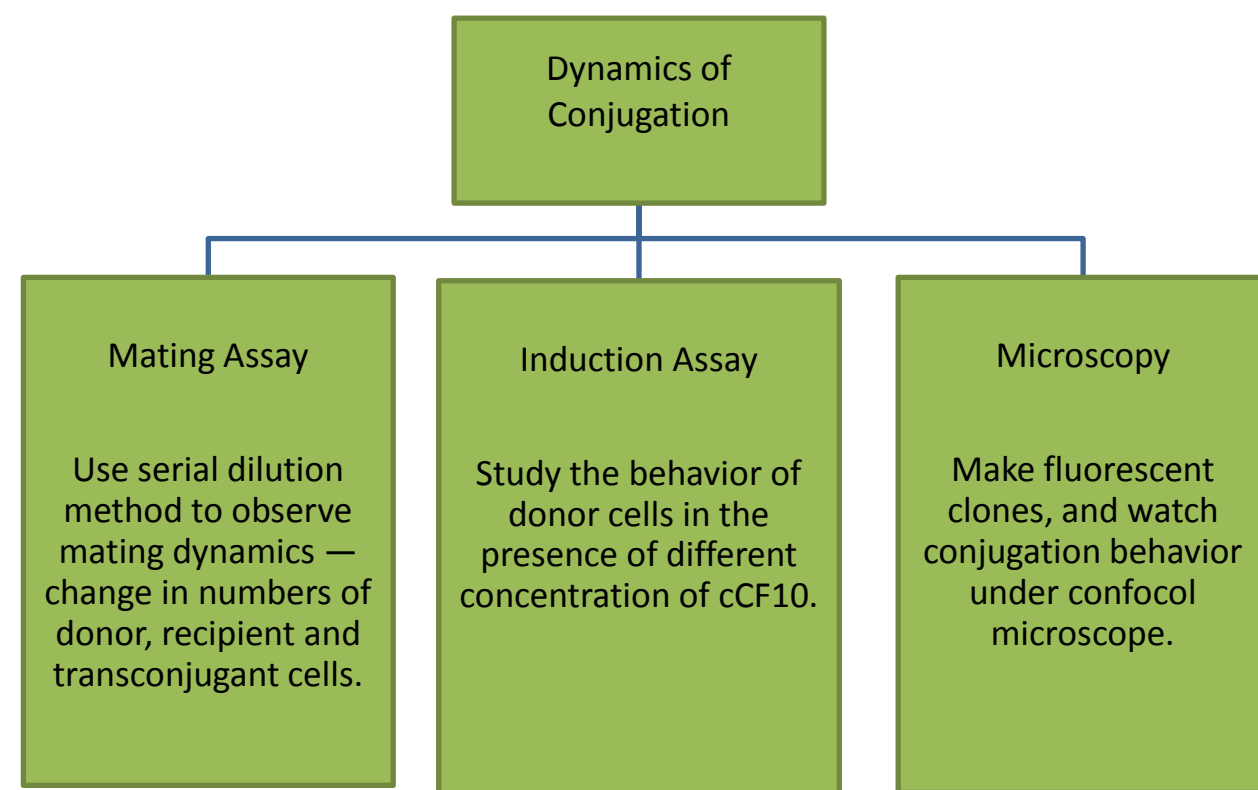 Dynamics of
Conjugation
Mating Assay
Use serial dilution
method to observe
mating dynamics —
change in numbers of
donor, recipient and
transconjugant cells.
Induction Assay
Study the behavior of
donor cells in the
presence of different
concentration of cCF10.
Microscopy
Make fluorescent
clones, and watch
conjugation behavior
under confocol
microscope.